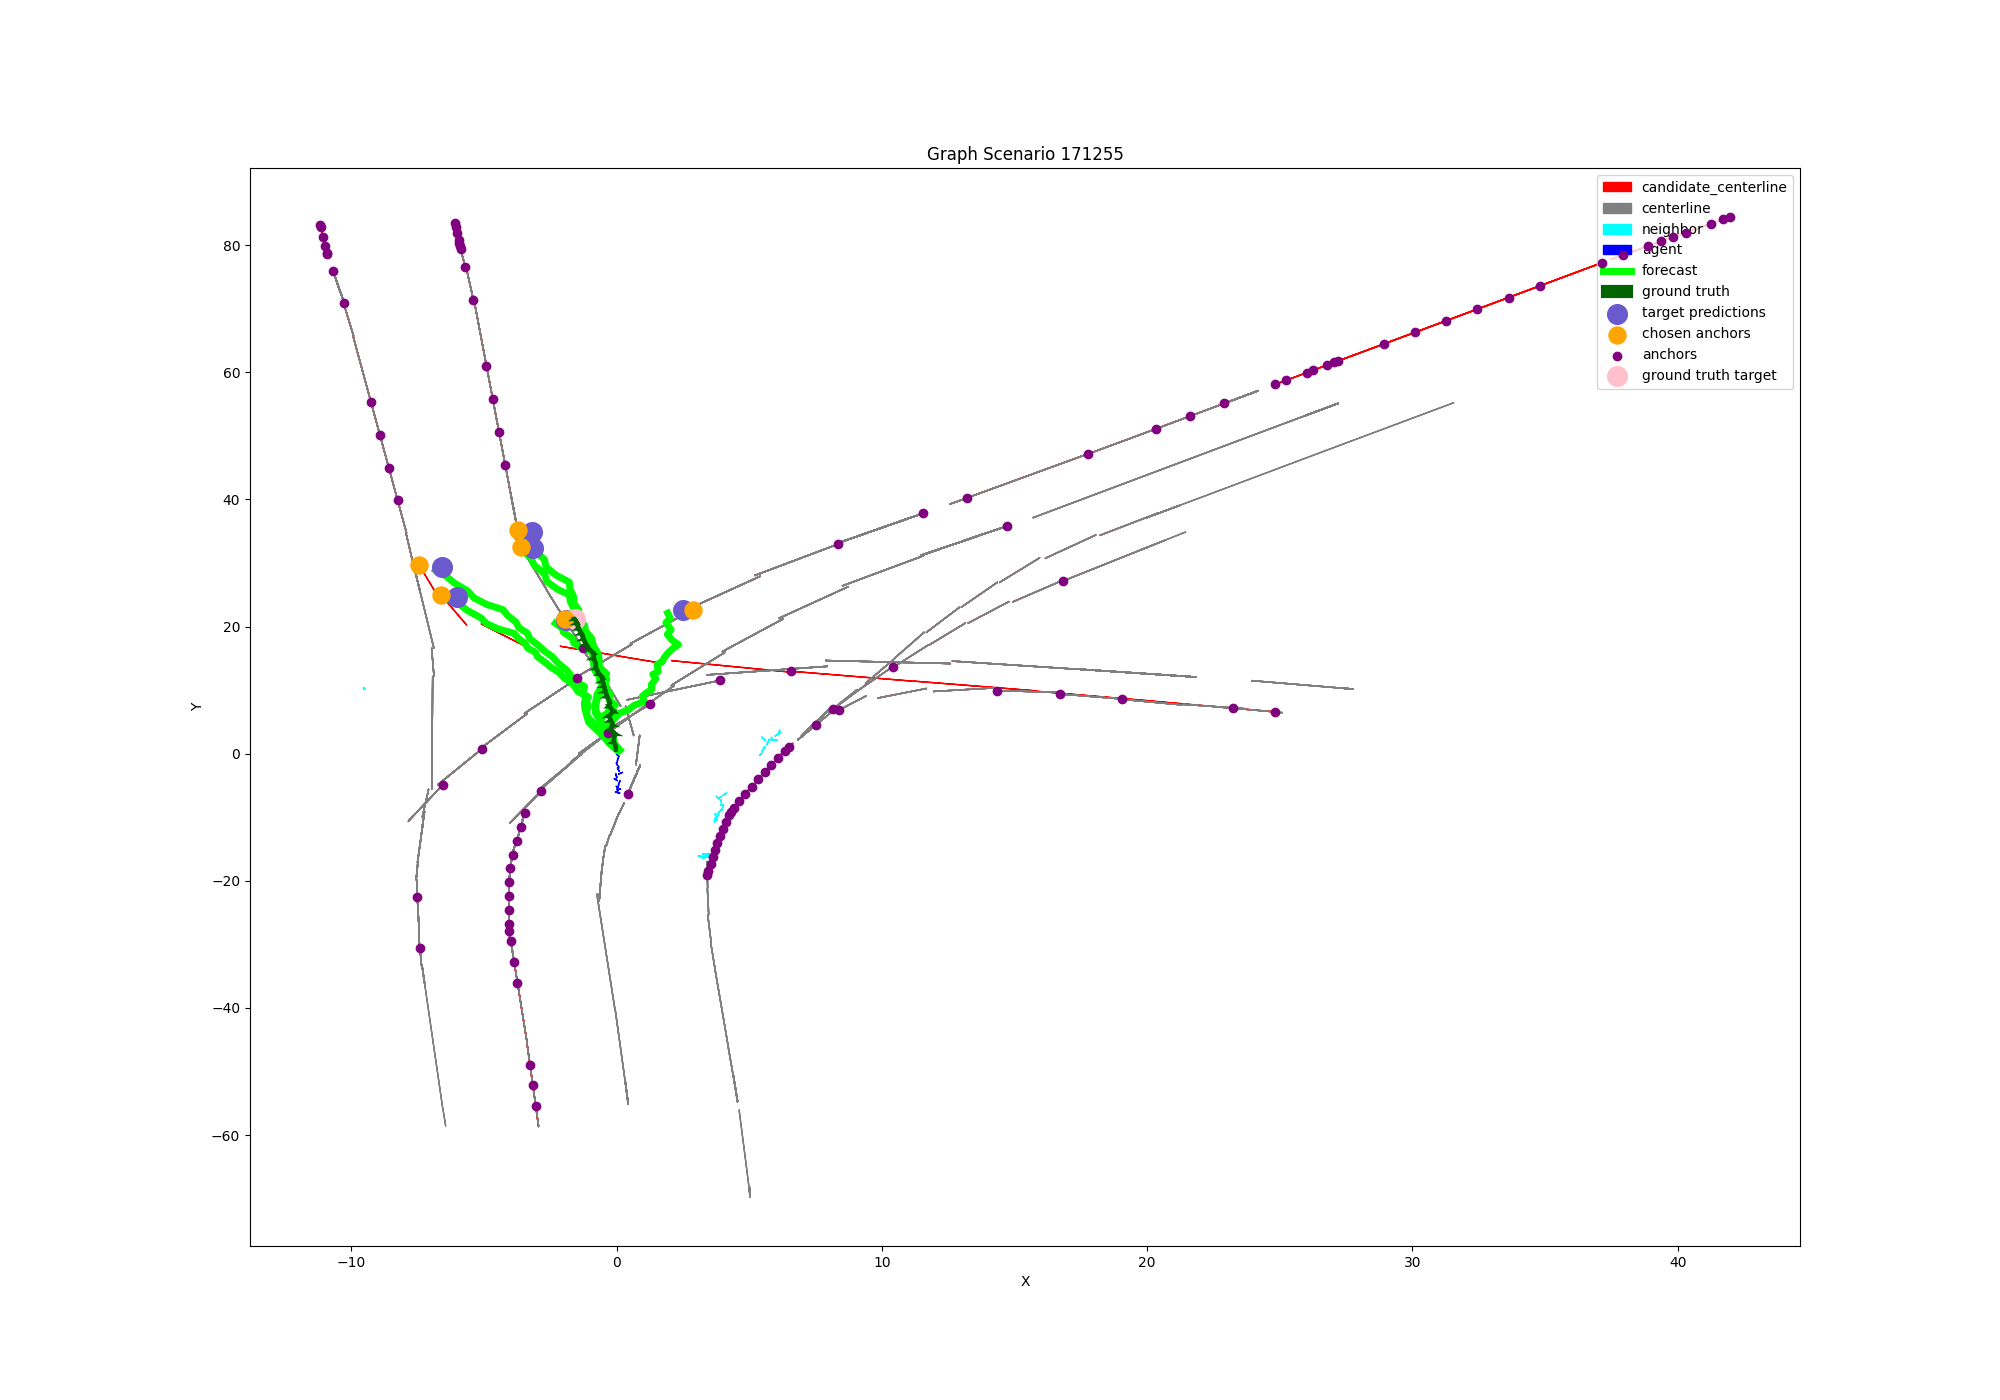 Graph Scenario 171255
candidate_centerline
centerline
neighbor
agent
forecast
ground truth
target predictions
chosen anchors
anchors
ground truth target
80
60
40
20
0
−20
−40
−60
Y
−10
0
10
20
30
40
X